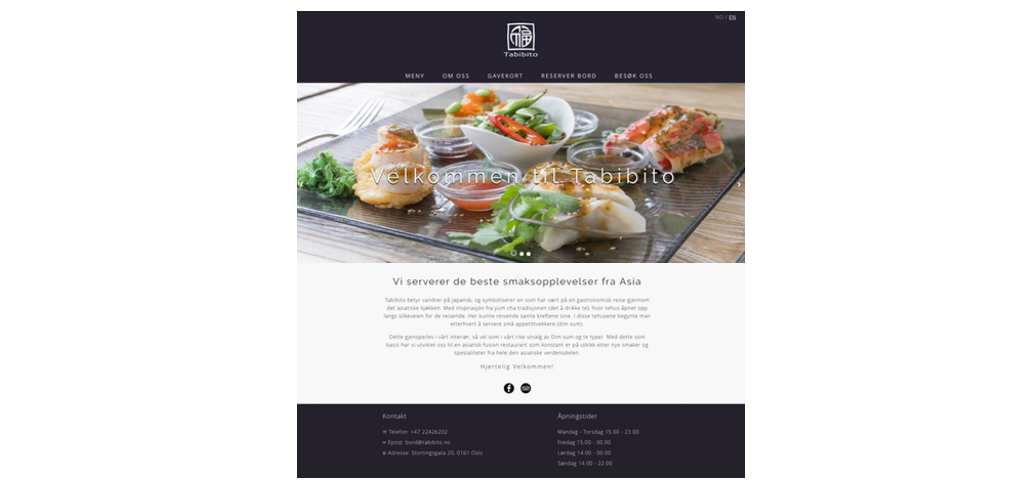 NO / EN
福
Tabibito
MENY OM OSS GAVEKORT RESERVER BORD BESØK OSS
Velkommen til Tabibito
Vi serverer de beste smaksopplevelser fra Asia
Tabibito betyr vandrer på Japansk, og symboliserer en som har vært på en gastronomisk reise gjennom
det asiatiske kjøkken. Med inspirasjon fra yum cha tradisjonen (det å drikke te), hvor tehus åpnet opp
langs silkeveien for de reisende. Her kunne reisende samle kreftene sine. I disse tehusene begynte man
etterhvert å servere små appetittvekkere (dim sum).
Dette gjenspeiles i vårt interiør, så vel som i vårt rike utvalg av Dim sum og te typer. Med dette som
basis har vi utviklet oss til en asiatisk fusion restaurant som konstant er på utkikk etter nye smaker og
spesialiteter fra hele den asiatiske verdensdelen.
Hjertelig Velkommen!
Kontakt
Telefon: +47 22426202
Epost: bord@tabibito.no
Adresse: Stortingsgata 20, 0161 Oslo
Åpningstider
Mandag - Torsdag 15.00 - 23.00
Fredag 15.00 - 00.00
Lørdag 14.00 - 00.00
Søndag 14.00 - 22.00